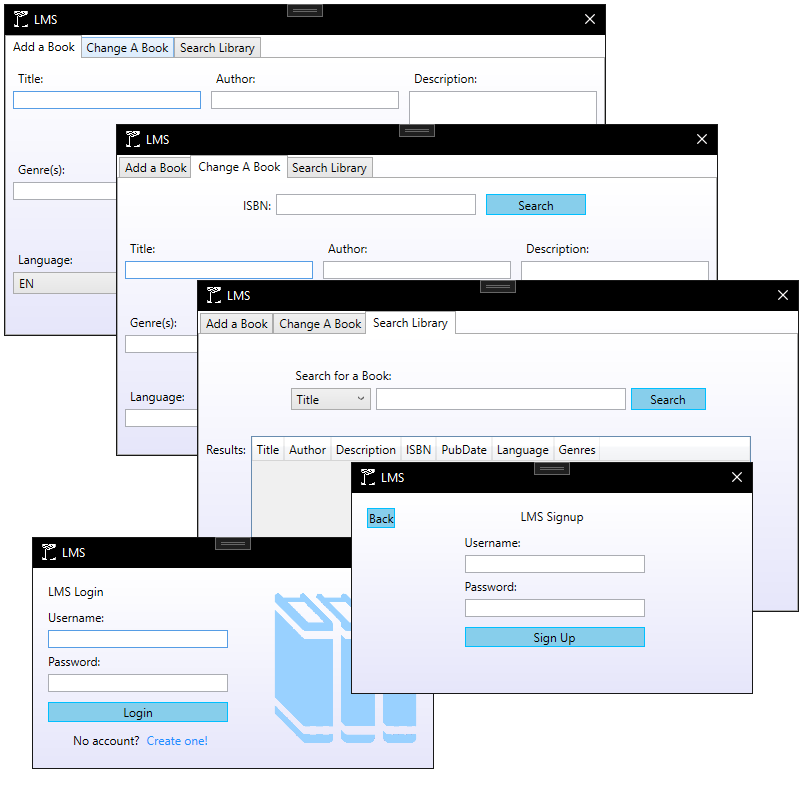 LMS
Add a Book Change A Book Search Library
Title: Author: Description:
Genre(s):
Language:
EN
LMS
Add a Book Change A Book Search Library
ISBN: Search
Title: Author: Description:
Genre(s):
Language:
LMS
Add a Book Change A Book Search Library
Search for a Book:
Title Search
Results: Title Author Description ISBN PubDate Language Genres
LMS
Back LMS Signup
Username:
Password:
Sign Up
LMS
LMS Login
Username:
Password:
Login
No account? Create one!